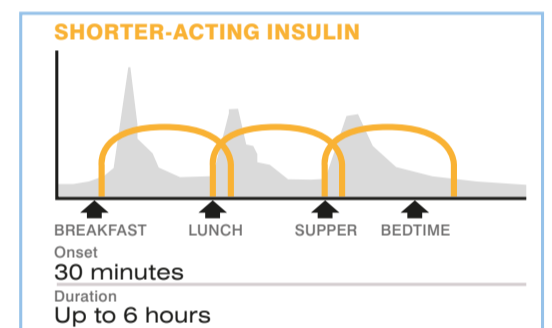 SHORTER-ACTING INSULIN
BREAKFAST LUNCH SUPPER BEDTIME
Onset
30 minutes
Duration
Up to 6 hours